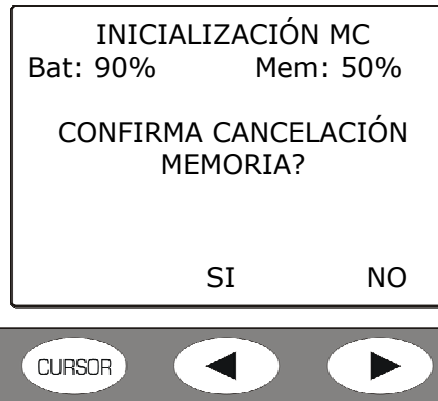 INICIALIZACIÓN MC
Bat: 90% Mem: 50%
CONFIRMA CANCELACIÓN
MEMORIA?
SI NO
CURSOR